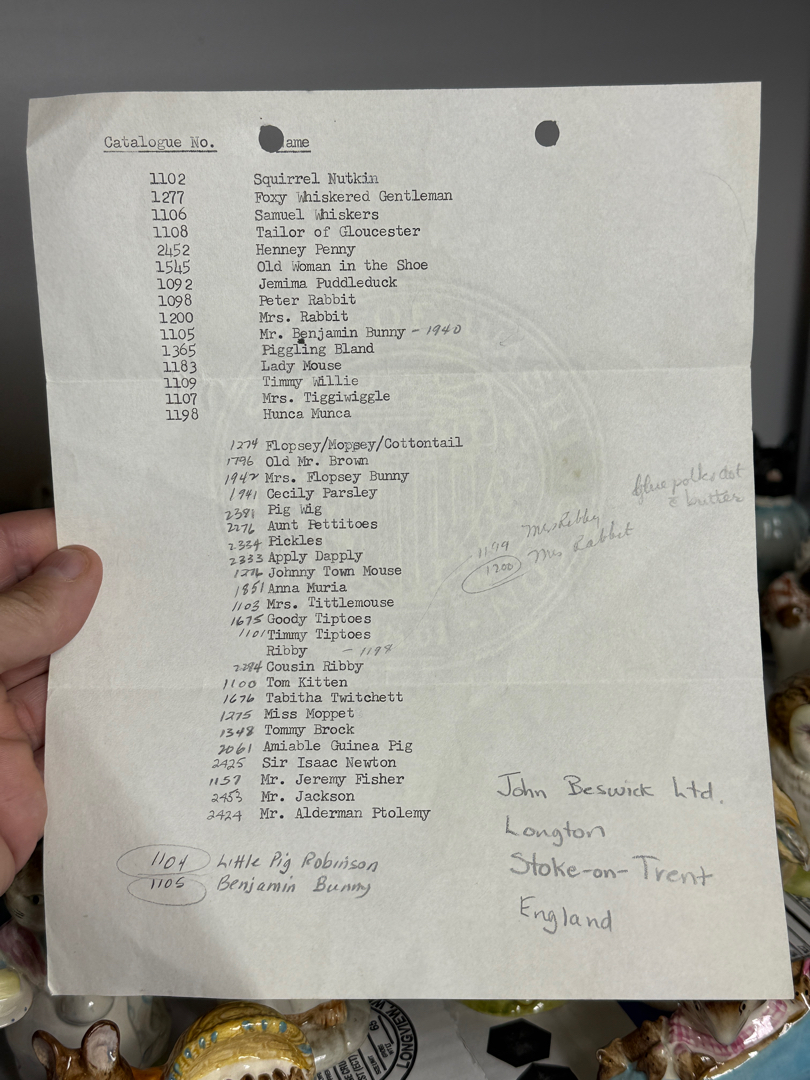 Catalogue No. ame
1102 Squirrel Nutkin
1277 Foxy Whiskered Gentleman
1106 Samuel Whiskers
1108 Tailor of Gloucester
2452 Henney Penny
1545 Old Woman in the Shoe
1092 Jemima Puddleduck
1098 Peter Rabbit
1200 Mrs. Rabbit
1105 Mr. Benjamin Bunny - 1940
1365 Piggling Bland
1183 Lady Mouse
1109 Timmy Willie
1107 Mrs. Tiggiwiggle
1198 Hunca Munca
1274 Flopsey/Mopsey/Cottontail
1796 Old Mr. Brown
1942 Mrs. Flopsey Bunny
1941 Cecily Parsley
2381 Pig Wig
2276 Aunt Pettitoes
2334 Pickles
2333 Apply Dapply
1276 Johnny Town Mouse
1851 Anna Muria
1103 Mrs. Tittlemouse
1675 Goody Tiptoes
1101 Timmy Tiptoes
Ribby - 1198
2284 Cousin Ribby
1100 Tom Kitten
1676 Tabitha Twitchett
1275 Miss Moppet
1348 Tommy Brock
2061 Amiable Guinea Pig
2425 Sir Isaac Newton
1157 Mr. Jeremy Fisher
2453 Mr. Jackson
2424 Mr. Alderman Ptolemy
blue polka dot
1199 Mrs Ribby
1200 Mrs Rabbit
1104 Little Pig Robinson
1105 Benjamin Bunny
John Beswick Ltd.
Longton
Stoke-on-Trent
England